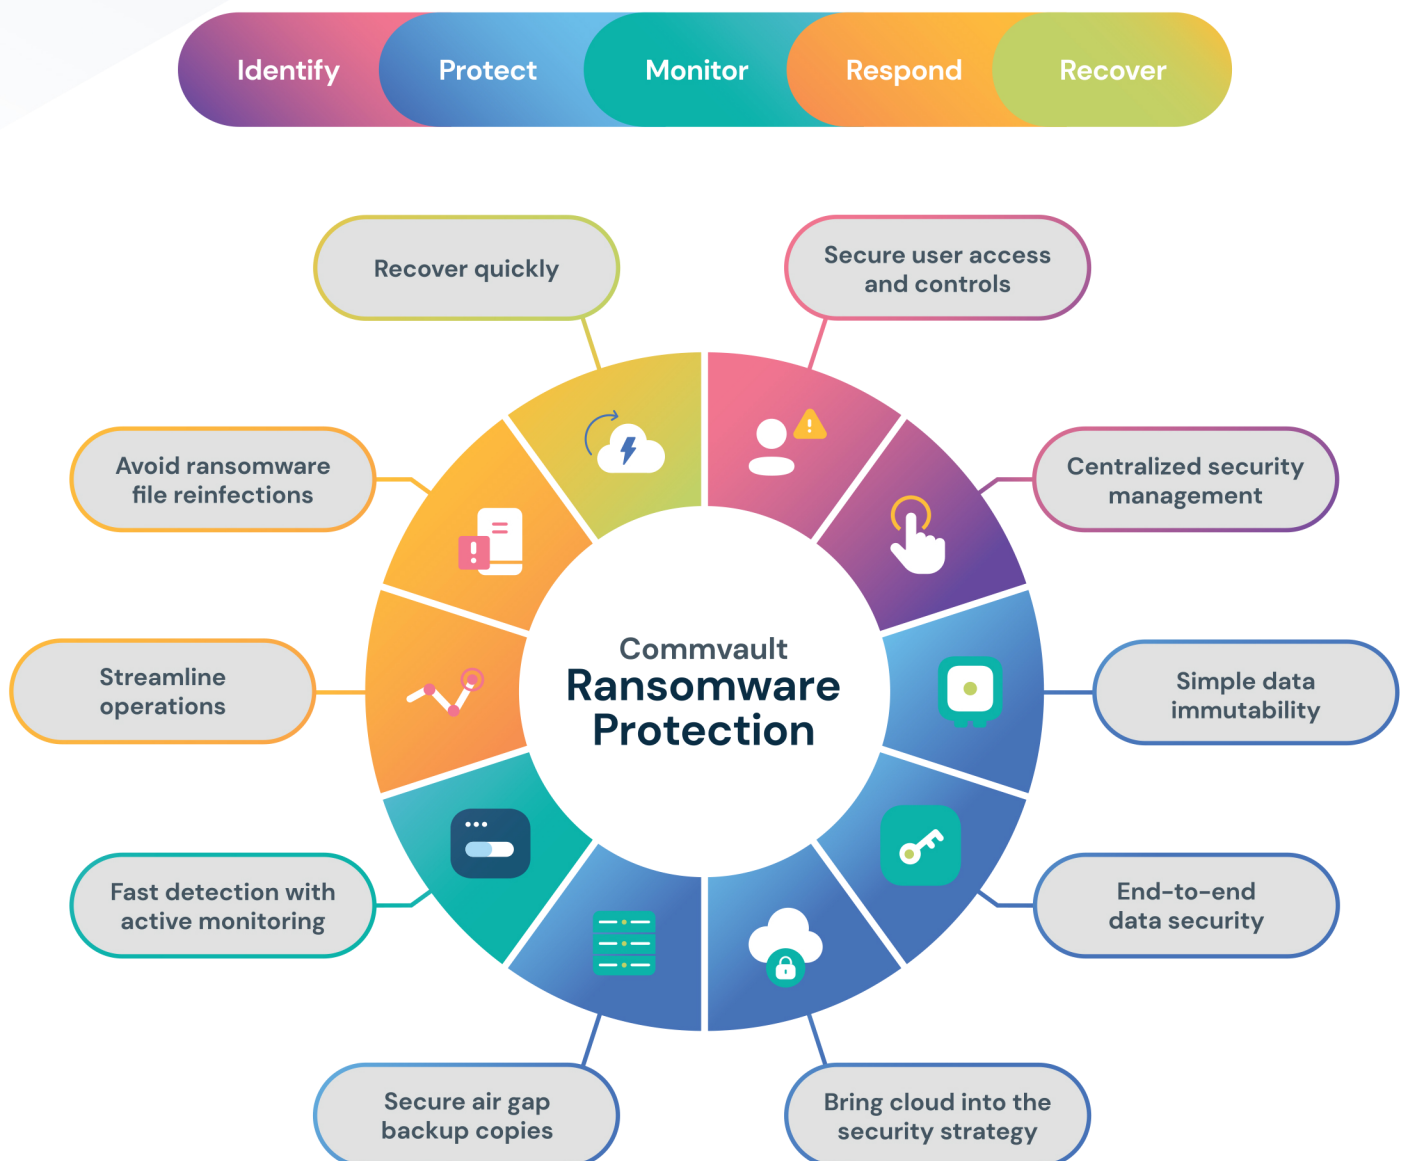 Identify
Protect
Monitor
Respond
Recover
Recover quickly
Secure user access
and controls
Avoid ransomware
file reinfections
Centralized security
management
Commvault
Ransomware
Protection
Streamline
operations
Simple data
immutability
Fast detection with
active monitoring
End-to-end
data security
Secure air gap
backup copies
Bring cloud into the
security strategy